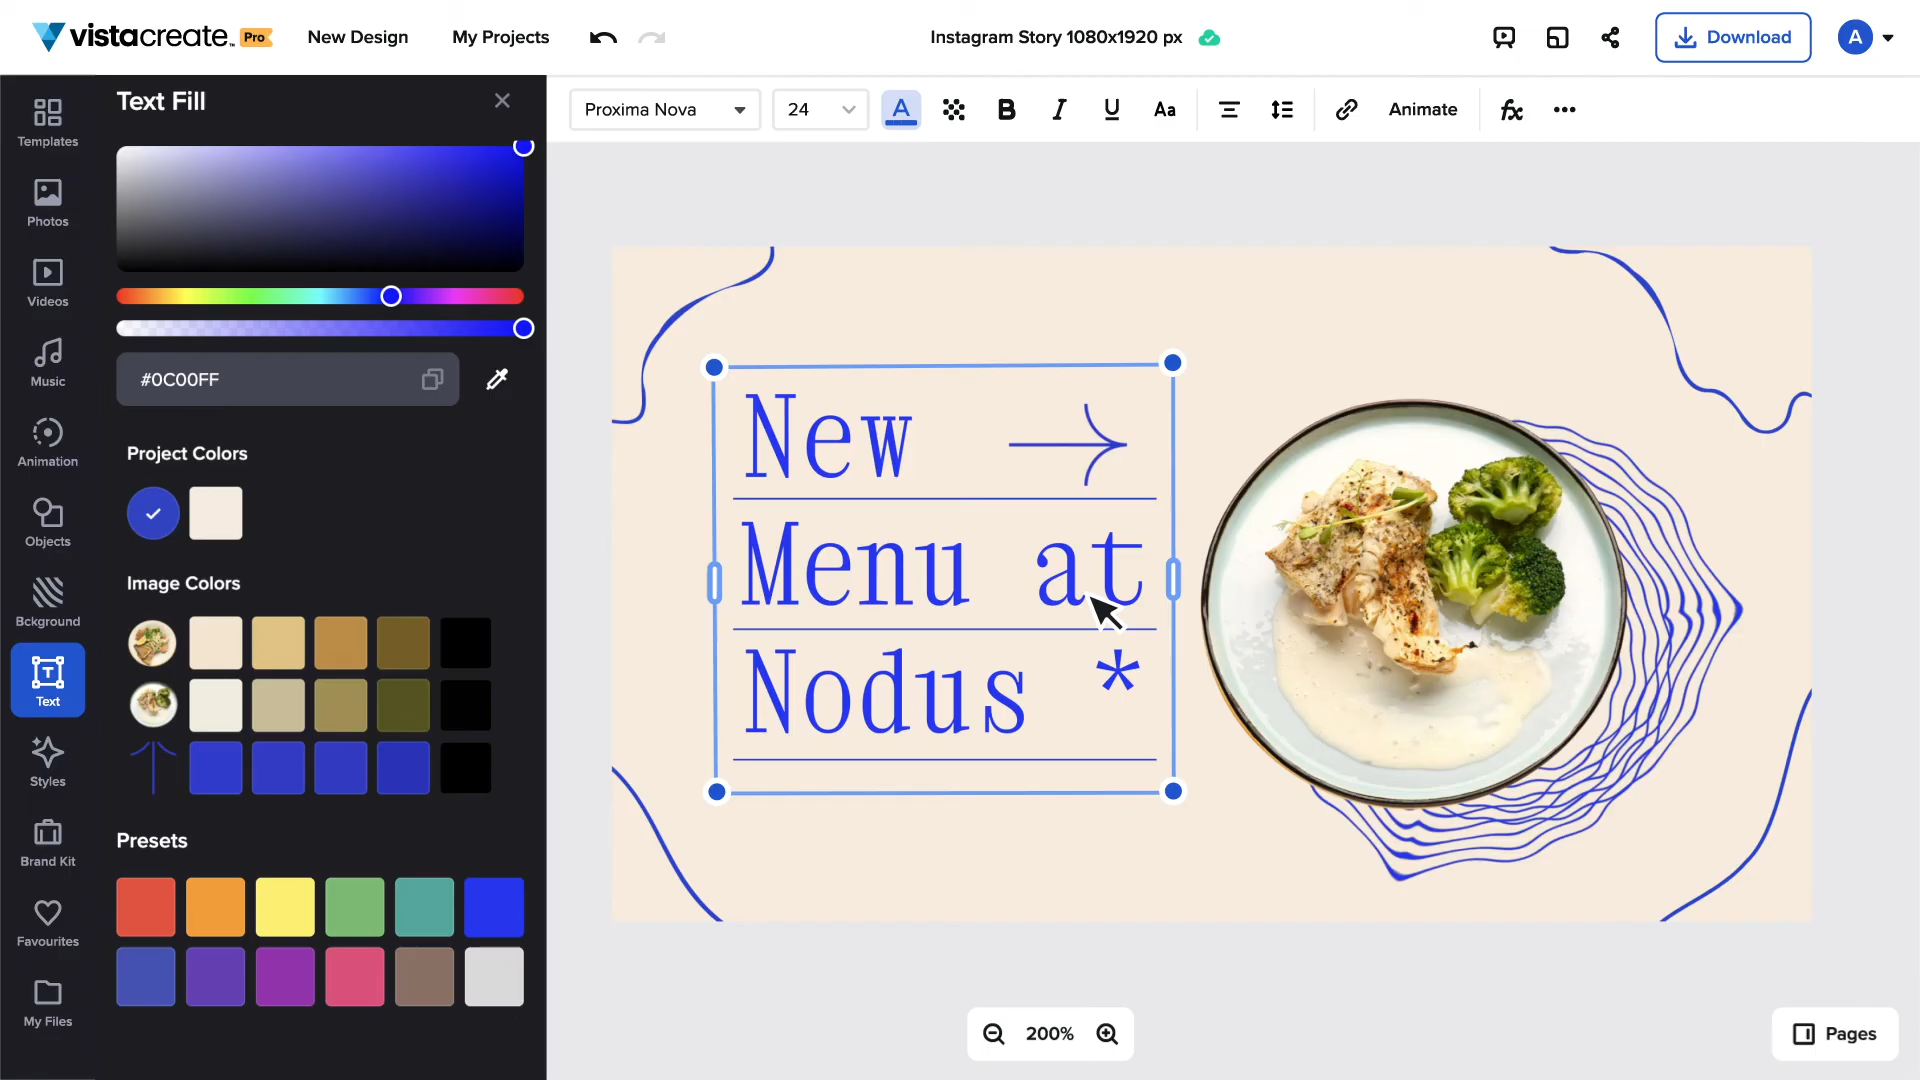 vistacreate™ Pro
New Design
My Projects
Instagram Story 1080x1920 px
Download
A
Templates
Photos
Videos
Music
Animation
Objects
Bckground
Text
Styles
Brand Kit
Favourites
My Files
Text Fill
#0C00FF
Project Colors
Image Colors
Presets
Proxima Nova
24
A
B
I
U
Aa
Animate
fx
New →
Menu at
Nodus *
200%
Pages